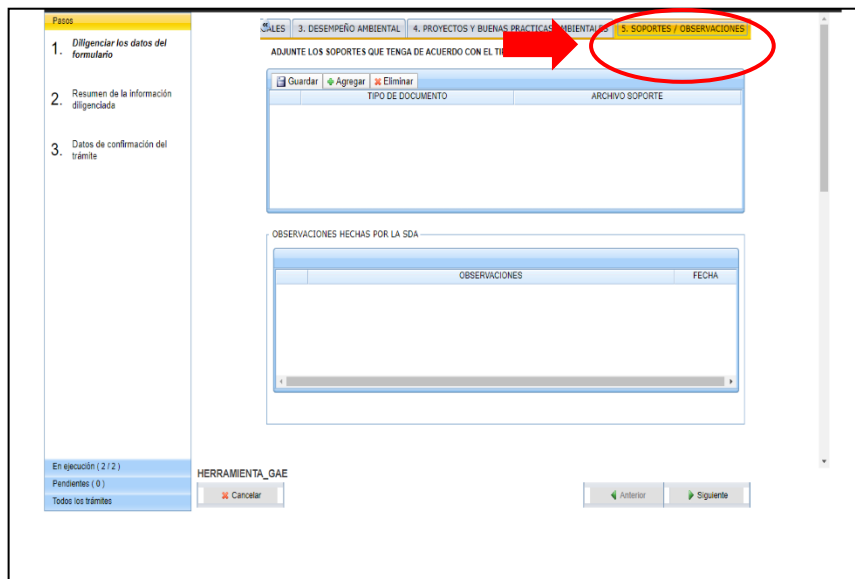 Pasos
1. Diligenciar los datos del
formulario
2. Resumen de la información
diligenciada
3. Datos de confirmación del
trámite
En ejecución ( 2 / 2 )
Pendientes ( 0 )
Todos los trámites
3. DESEMPEÑO AMBIENTAL
4. PROYECTOS Y BUENAS PRACTICAS AMBIENTALES
5. SOPORTES / OBSERVACIONES
ADJUNTE LOS SOPORTES QUE TENGA DE ACUERDO CON EL
Guardar Agregar Eliminar
TIPO DE DOCUMENTO ARCHIVO SOPORTE
OBSERVACIONES HECHAS POR LA SDA
OBSERVACIONES FECHA
HERRAMIENTA_GAE
Cancelar Anterior Siguiente